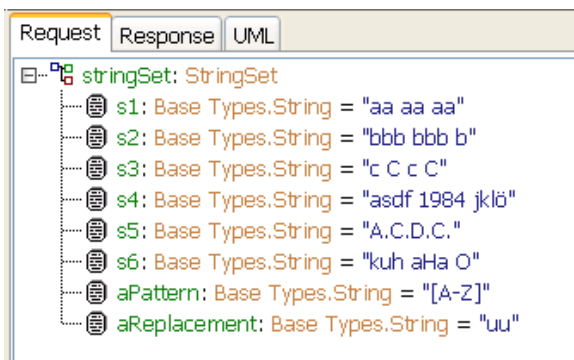 Request Response UML
stringSet: StringSet
s1: Base Types.String = "aa aa aa"
s2: Base Types.String = "bbb bbb b"
s3: Base Types.String = "c C c C"
s4: Base Types.String = "asdf 1984 jklö"
s5: Base Types.String = "A.C.D.C."
s6: Base Types.String = "kuh aHa O"
aPattern: Base Types.String = "[A-Z]"
aReplacement: Base Types.String = "uu"